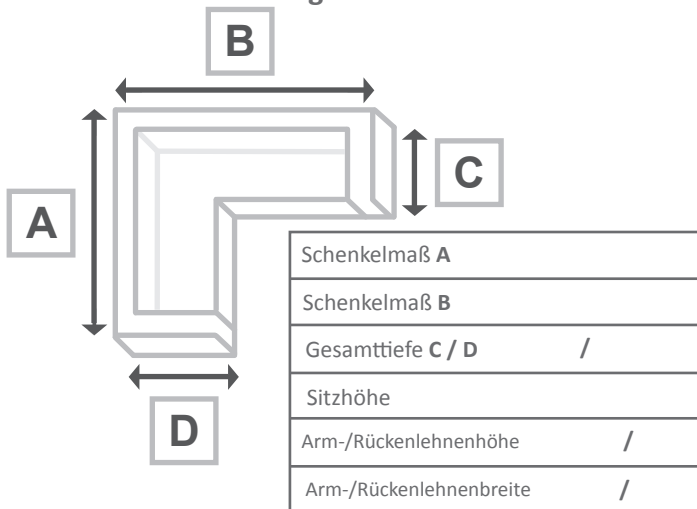 B
A
C
D
Schenkelmaß A
Schenkelmaß B
Gesamttiefe C / D /
Sitzhöhe
Arm-/Rückenlehnenhöhe /
Arm-/Rückenlehnenbreite /